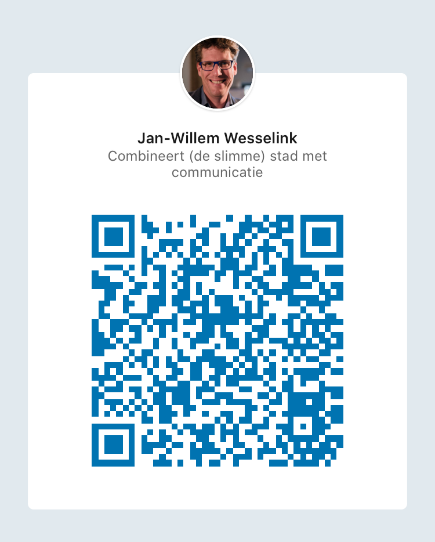 Jan-Willem Wesselink
Combineert (de slimme) stad met
communicatie